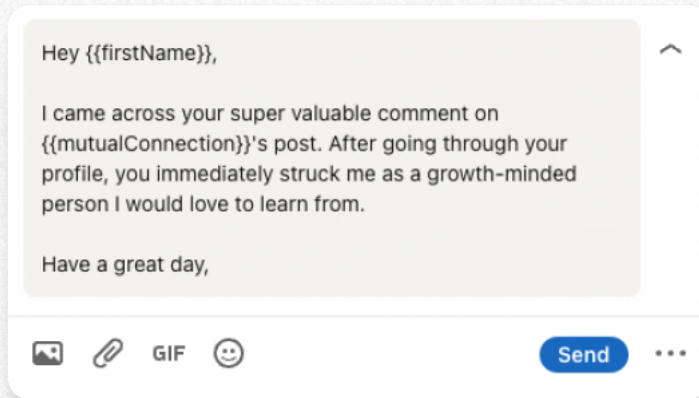 Hey {{firstName}},
I came across your super valuable comment on
{{mutualConnection}}'s post. After going through your
profile, you immediately struck me as a growth-minded
person I would love to learn from.
Have a great day,
GIF
Send